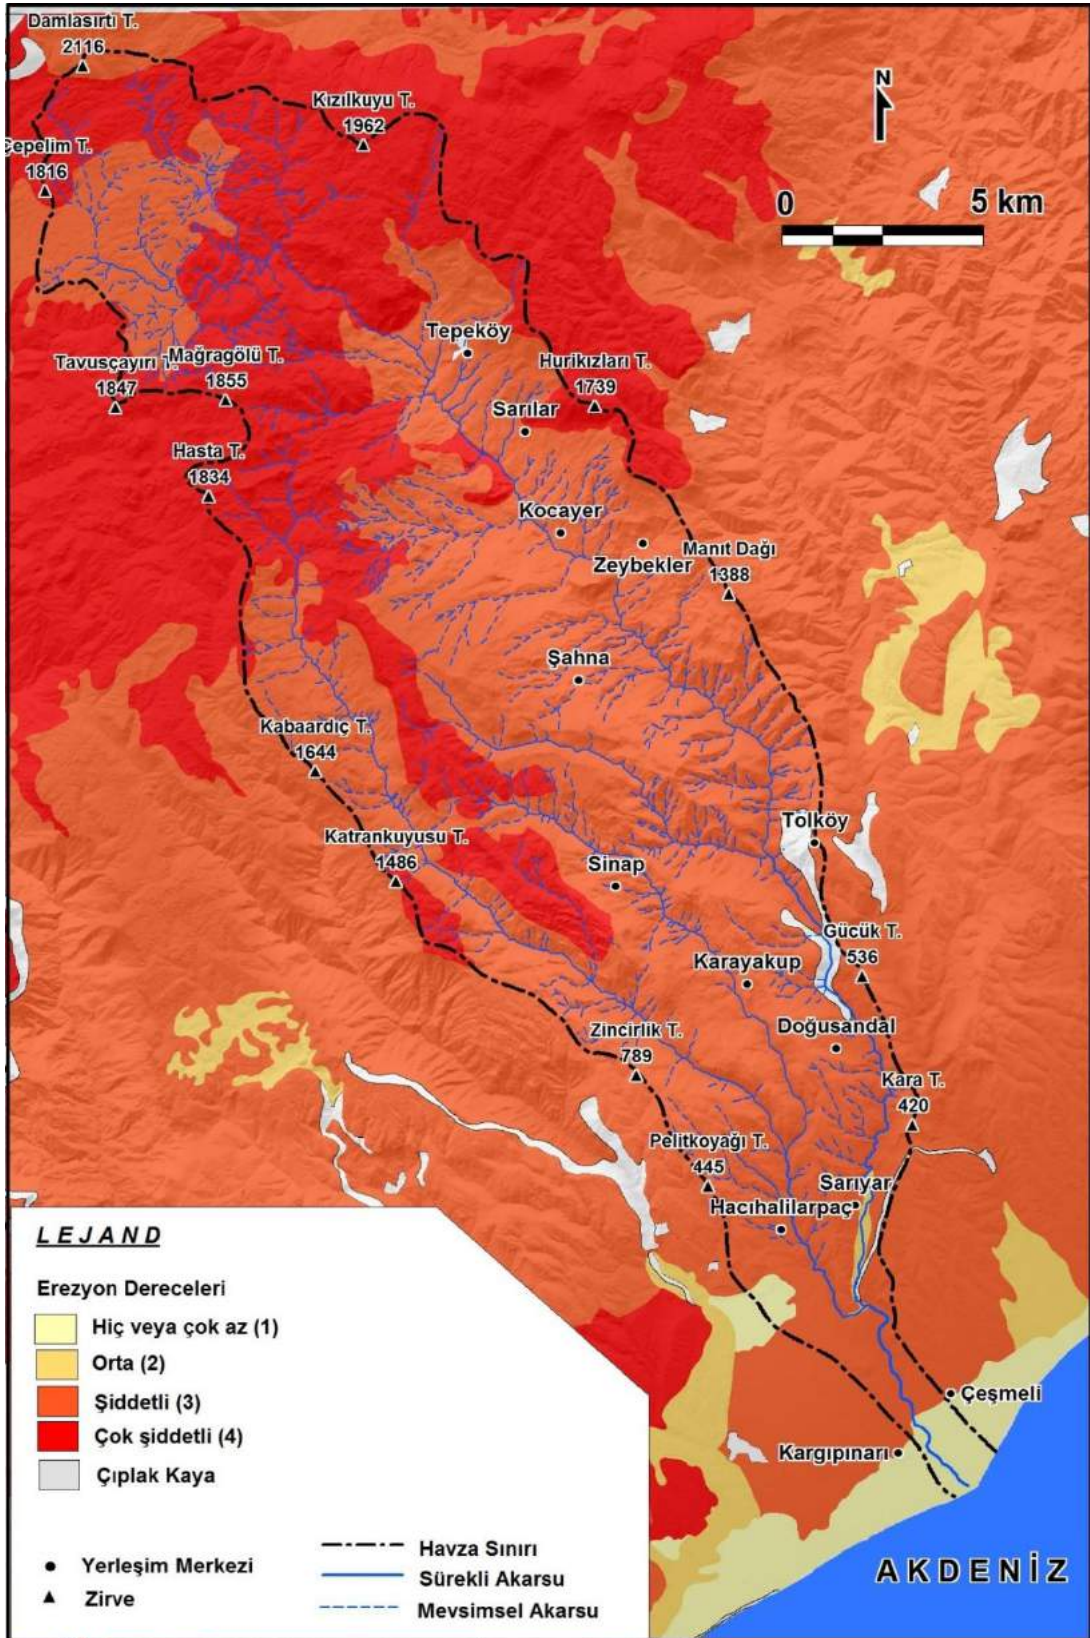 Damlasırtı T.
2116
Kızılkuyu T.
1962
N
Çepelim T.
1816
0 5 km
Tepeköy
Tavusçayırı T.
1847
Mağragölü T.
1855
Hurikızları T.
1739
Sarılar
Hasta T.
1834
Kocayer
Zeybekler
Manıt Dağı
1388
Şahna
Kabaardıç T.
1644
Katrankuyusu T.
1486
Tolköy
Sinap
Gücük T.
536
Karayakup
Zincirlik T.
789
Doğusandal
Kara T.
420
Pelitkoyağı T.
445
Sarıyar
Hacıhalilarpaç
Çeşmeli
Kargıpınarı
AKDENİZ
LEJAND
Erezyon Dereceleri
Hiç veya çok az (1)
Orta (2)
Şiddetli (3)
Çok şiddetli (4)
Çıplak Kaya
Yerleşim Merkezi
Zirve
Havza Sınırı
Sürekli Akarsu
Mevsimsel Akarsu